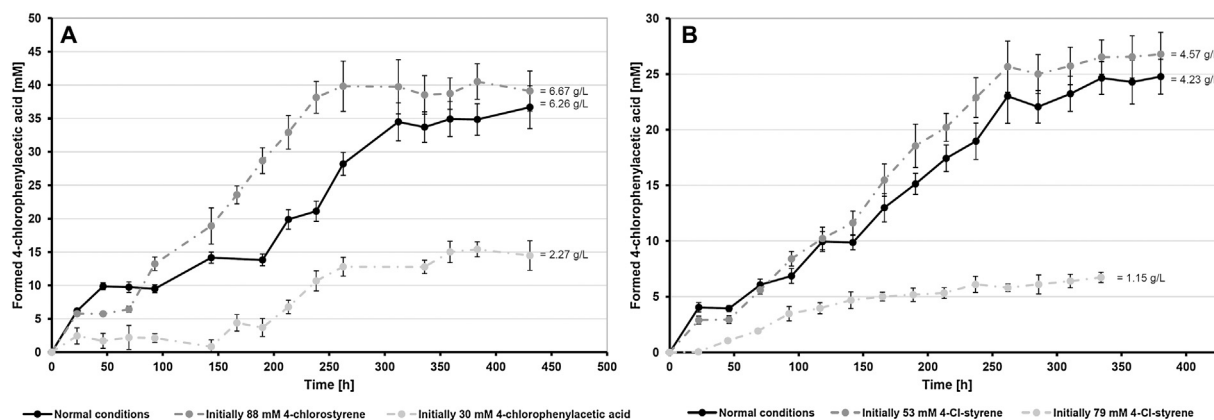 A
Formed 4-chlorophenylacetic acid [mM]
50
45
40
35
30
25
20
15
10
5
0
= 6.67 g/L
= 6.26 g/L
= 2.27 g/L
0 50 100 150 200 250 300 350 400 450 500
Time [h]
Normal conditions Initially 88 mM 4-chlorostyrene Initially 30 mM 4-chlorophenylacetic acid
B
Formed 4-chlorophenylacetic acid [mM]
30
25
20
15
10
5
0
= 4.57 g/L
= 4.23 g/L
= 1.15 g/L
0 50 100 150 200 250 300 350 400
Time [h]
Normal conditions Initially 53 mM 4-Cl-styrene Initially 79 mM 4-Cl-styrene